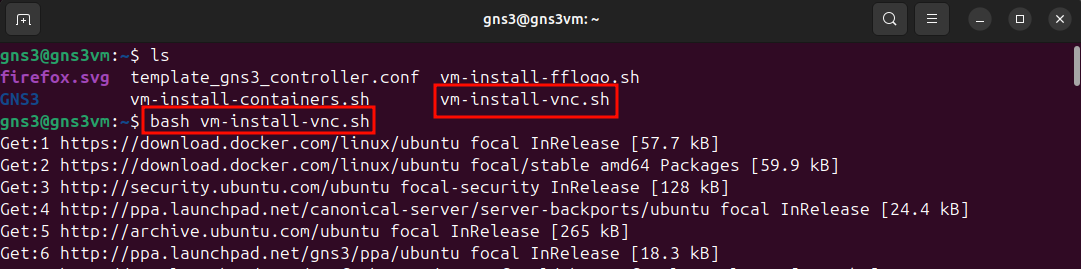 gns3@gns3vm: ~
gns3@gns3vm:~$ ls
firefox.svg  template_gns3_controller.conf  vm-install-fflogo.sh
GNS3         vm-install-containers.sh       vm-install-vnc.sh
gns3@gns3vm:~$ bash vm-install-vnc.sh
Get:1 https://download.docker.com/linux/ubuntu focal InRelease [57.7 kB]
Get:2 https://download.docker.com/linux/ubuntu focal/stable amd64 Packages [59.9 kB]
Get:3 http://security.ubuntu.com/ubuntu focal-security InRelease [128 kB]
Get:4 http://ppa.launchpad.net/canonical-server/server-backports/ubuntu focal InRelease [24.4 kB]
Get:5 http://archive.ubuntu.com/ubuntu focal InRelease [265 kB]
Get:6 http://ppa.launchpad.net/gns3/ppa/ubuntu focal InRelease [18.3 kB]